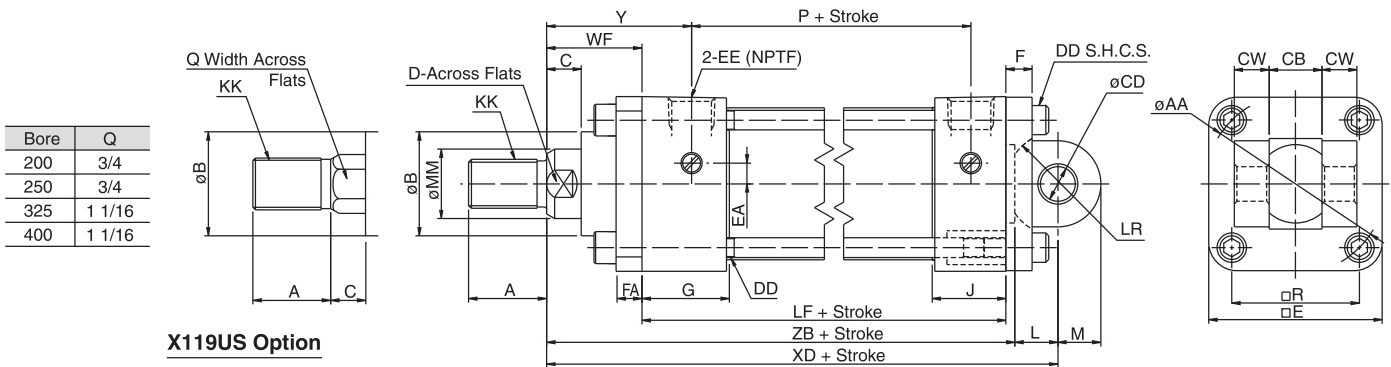 Bore Q
200 3/4
250 3/4
325 1 1/16
400 1 1/16
Q Width Across
Flats
KK
øB
A
C
X119US Option
Y
P + Stroke
WF
C
D-Across Flats
2-EE (NPTF)
F
DD S.H.C.S.
KK
øCD
øB
øMM
EA
LR
A
FA
G
DD
J
LF + Stroke
ZB + Stroke
L
M
XD + Stroke
CW
CB
CW
øAA
□R
□E